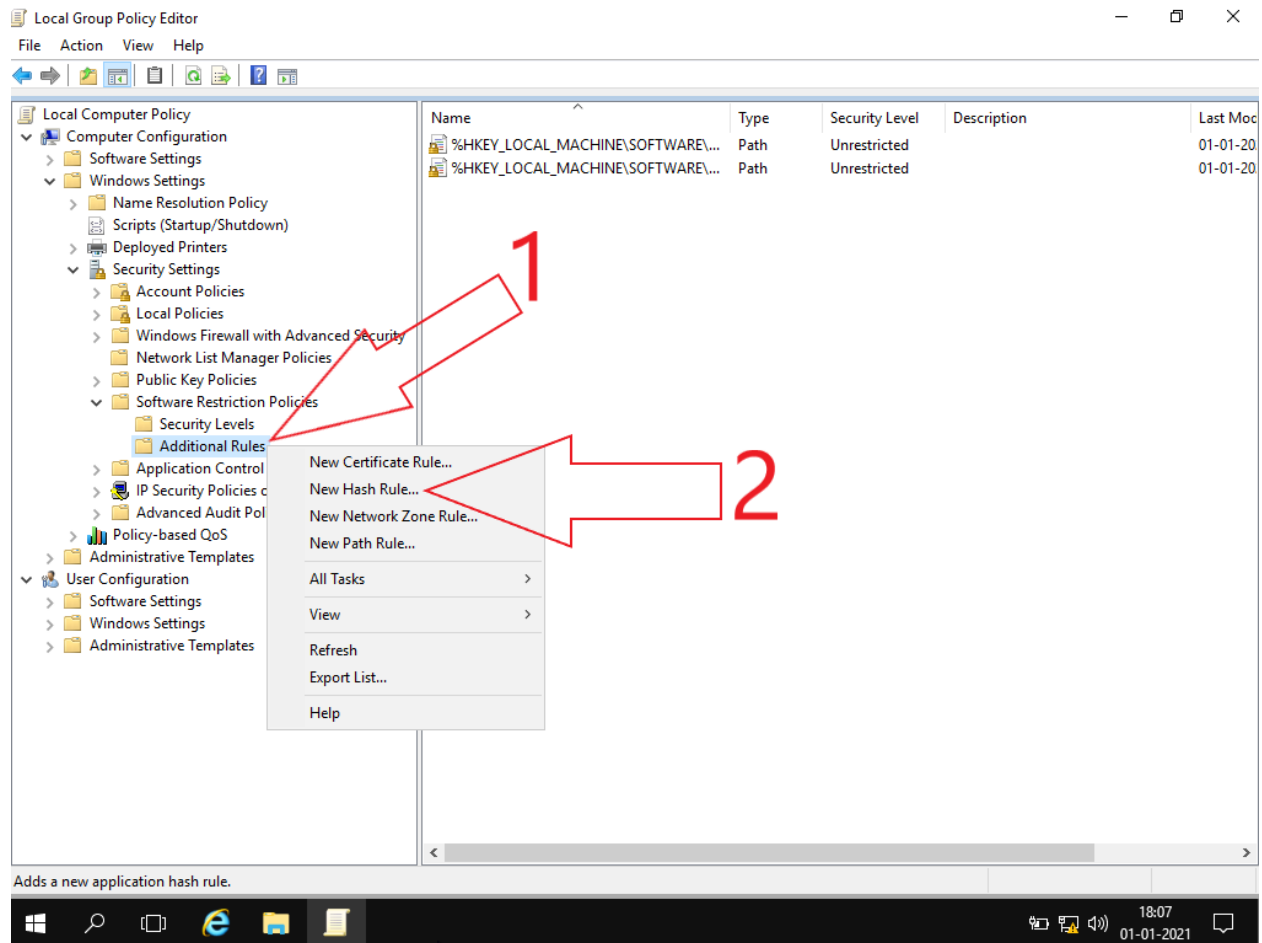 Local Group Policy Editor
File Action View Help
Local Computer Policy
Computer Configuration
Software Settings
Windows Settings
Name Resolution Policy
Scripts (Startup/Shutdown)
Deployed Printers
Security Settings
Account Policies
Local Policies
Windows Firewall with Advanced Security
Network List Manager Policies
Public Key Policies
Software Restriction Policies
Security Levels
Additional Rules
Application Control
IP Security Policies o
Advanced Audit Pol
Policy-based QoS
Administrative Templates
User Configuration
Software Settings
Windows Settings
Administrative Templates
Name Type Security Level Description Last Mod
%HKEY_LOCAL_MACHINE\SOFTWARE\... Path Unrestricted 01-01-20
%HKEY_LOCAL_MACHINE\SOFTWARE\... Path Unrestricted 01-01-20
1
New Certificate Rule...
New Hash Rule...
New Network Zone Rule...
New Path Rule...
All Tasks
View
Refresh
Export List...
Help
2
Adds a new application hash rule.
18:07
01-01-2021